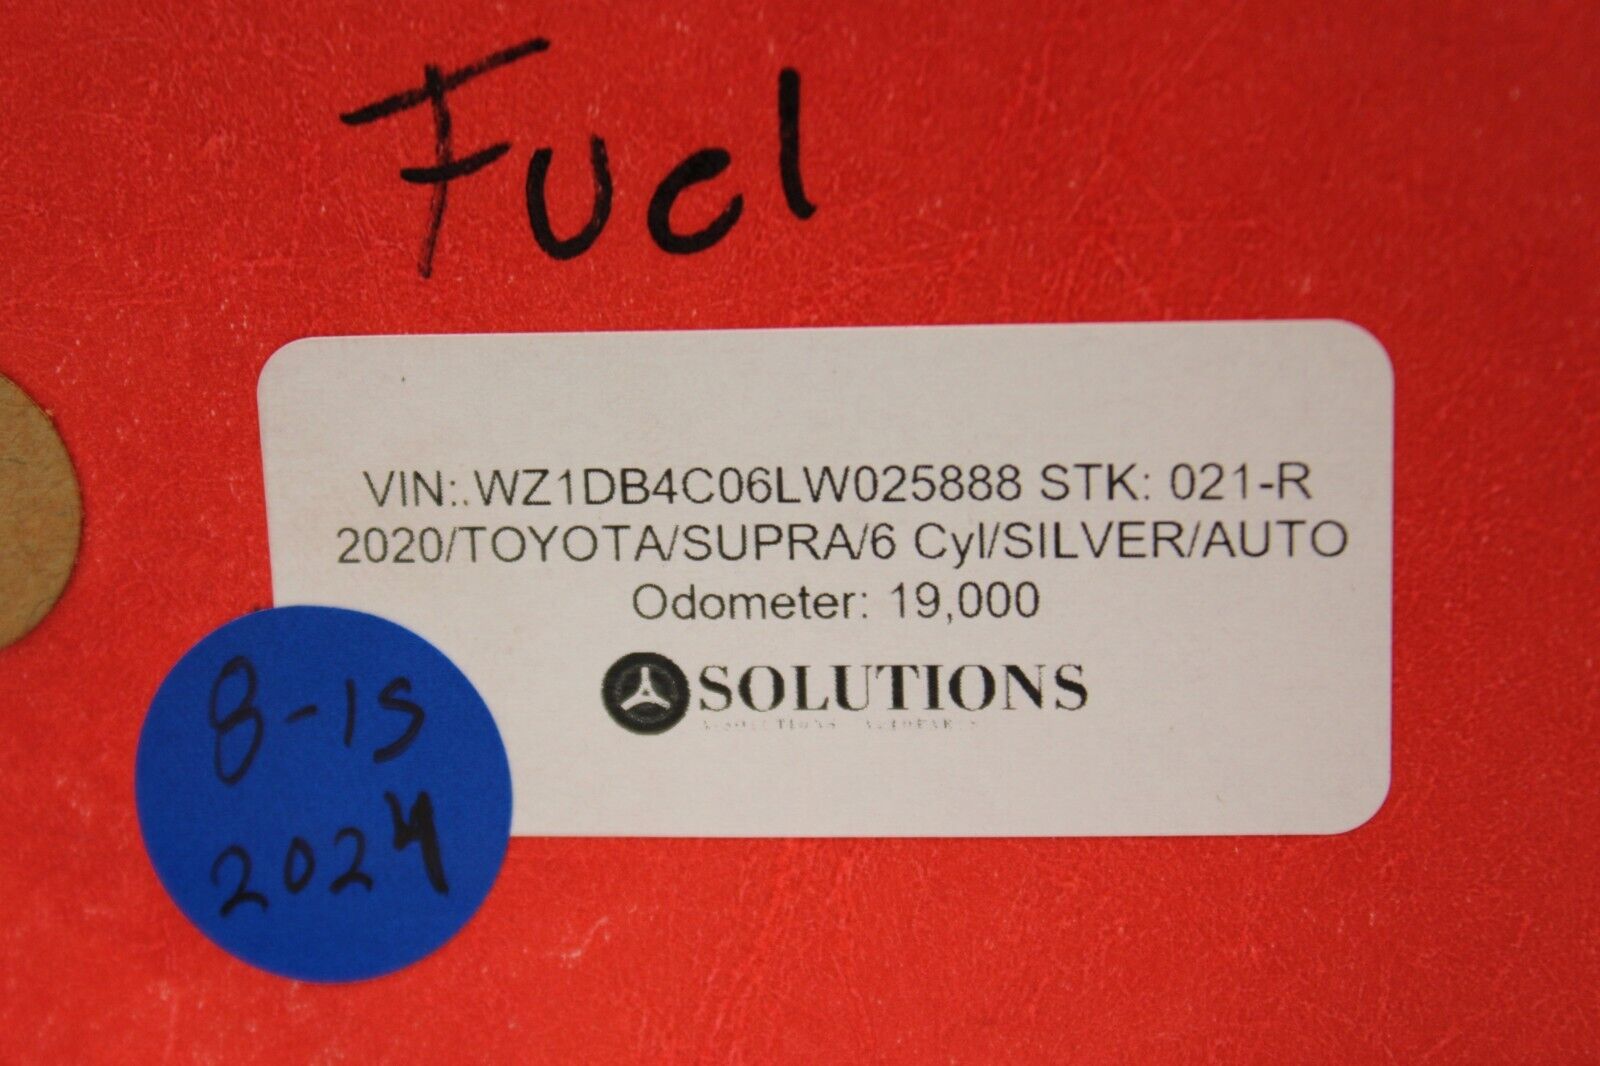 Fuel
VIN:.WZ1DB4C06LW025888 STK: 021-R
2020/TOYOTA/SUPRA/6 Cyl/SILVER/AUTO
Odometer: 19,000
SOLUTIONS
8-15
2024